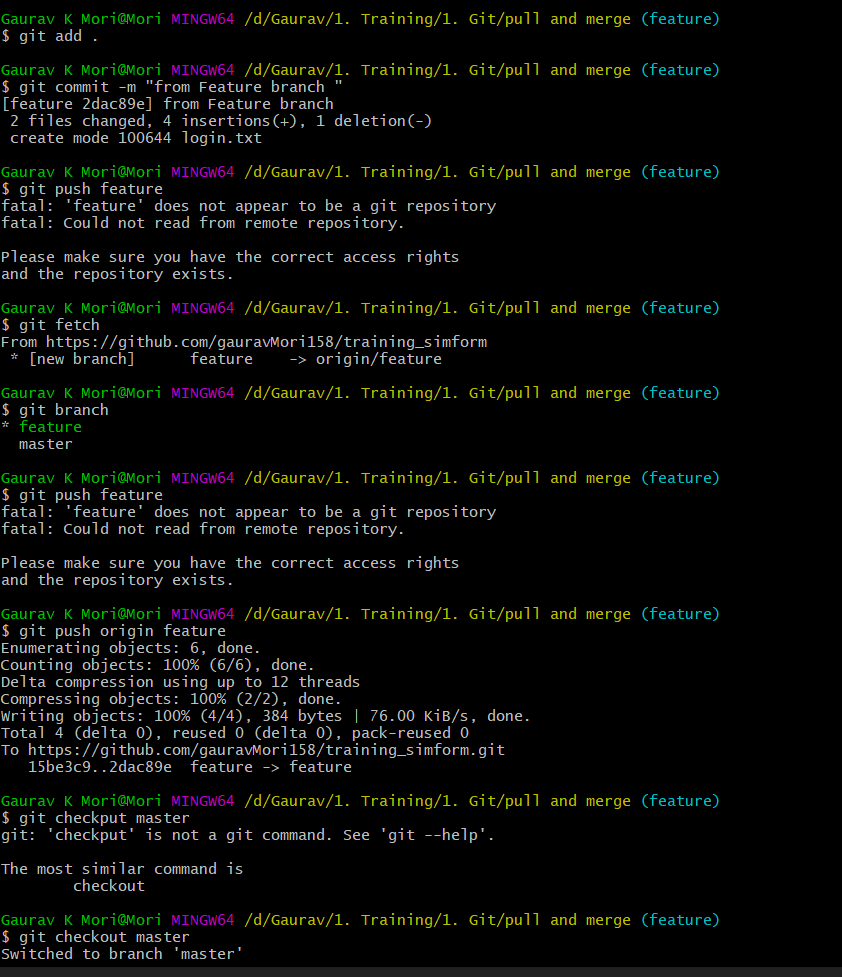 Gaurav K Mori@Mori MINGW64 /d/Gaurav/1. Training/1. Git/pull and merge (feature)
$ git add .
Gaurav K Mori@Mori MINGW64 /d/Gaurav/1. Training/1. Git/pull and merge (feature)
$ git commit -m "from Feature branch "
[feature 2dac89e] from Feature branch
 2 files changed, 4 insertions(+), 1 deletion(-)
 create mode 100644 login.txt
Gaurav K Mori@Mori MINGW64 /d/Gaurav/1. Training/1. Git/pull and merge (feature)
$ git push feature
fatal: 'feature' does not appear to be a git repository
fatal: Could not read from remote repository.
Please make sure you have the correct access rights
and the repository exists.
Gaurav K Mori@Mori MINGW64 /d/Gaurav/1. Training/1. Git/pull and merge (feature)
$ git fetch
From https://github.com/gauravMori158/training_simform
 * [new branch]      feature    -> origin/feature
Gaurav K Mori@Mori MINGW64 /d/Gaurav/1. Training/1. Git/pull and merge (feature)
$ git branch
* feature
  master
Gaurav K Mori@Mori MINGW64 /d/Gaurav/1. Training/1. Git/pull and merge (feature)
$ git push feature
fatal: 'feature' does not appear to be a git repository
fatal: Could not read from remote repository.
Please make sure you have the correct access rights
and the repository exists.
Gaurav K Mori@Mori MINGW64 /d/Gaurav/1. Training/1. Git/pull and merge (feature)
$ git push origin feature
Enumerating objects: 6, done.
Counting objects: 100% (6/6), done.
Delta compression using up to 12 threads
Compressing objects: 100% (2/2), done.
Writing objects: 100% (4/4), 384 bytes | 76.00 KiB/s, done.
Total 4 (delta 0), reused 0 (delta 0), pack-reused 0
To https://github.com/gauravMori158/training_simform.git
   15be3c9..2dac89e  feature -> feature
Gaurav K Mori@Mori MINGW64 /d/Gaurav/1. Training/1. Git/pull and merge (feature)
$ git checkput master
git: 'checkput' is not a git command. See 'git --help'.
The most similar command is
        checkout
Gaurav K Mori@Mori MINGW64 /d/Gaurav/1. Training/1. Git/pull and merge (feature)
$ git checkout master
Switched to branch 'master'